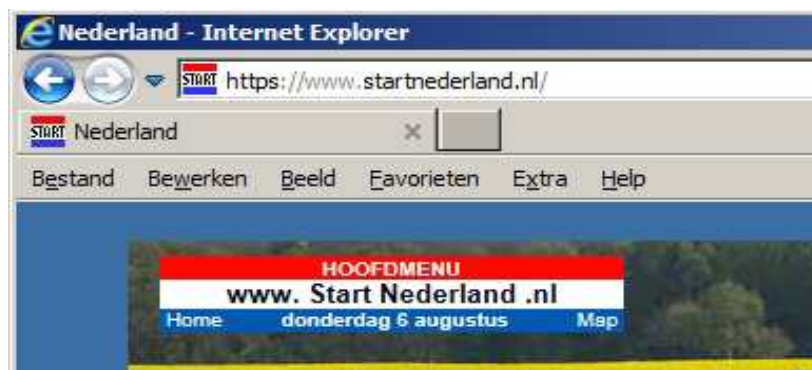 Nederland - Internet Explorer
START https://www.startnederland.nl/
START Nederland
Bestand Bewerken Beeld Favorieten Extra Help
HOOFDMENU
www. Start Nederland .nl
Home donderdag 6 augustus Map